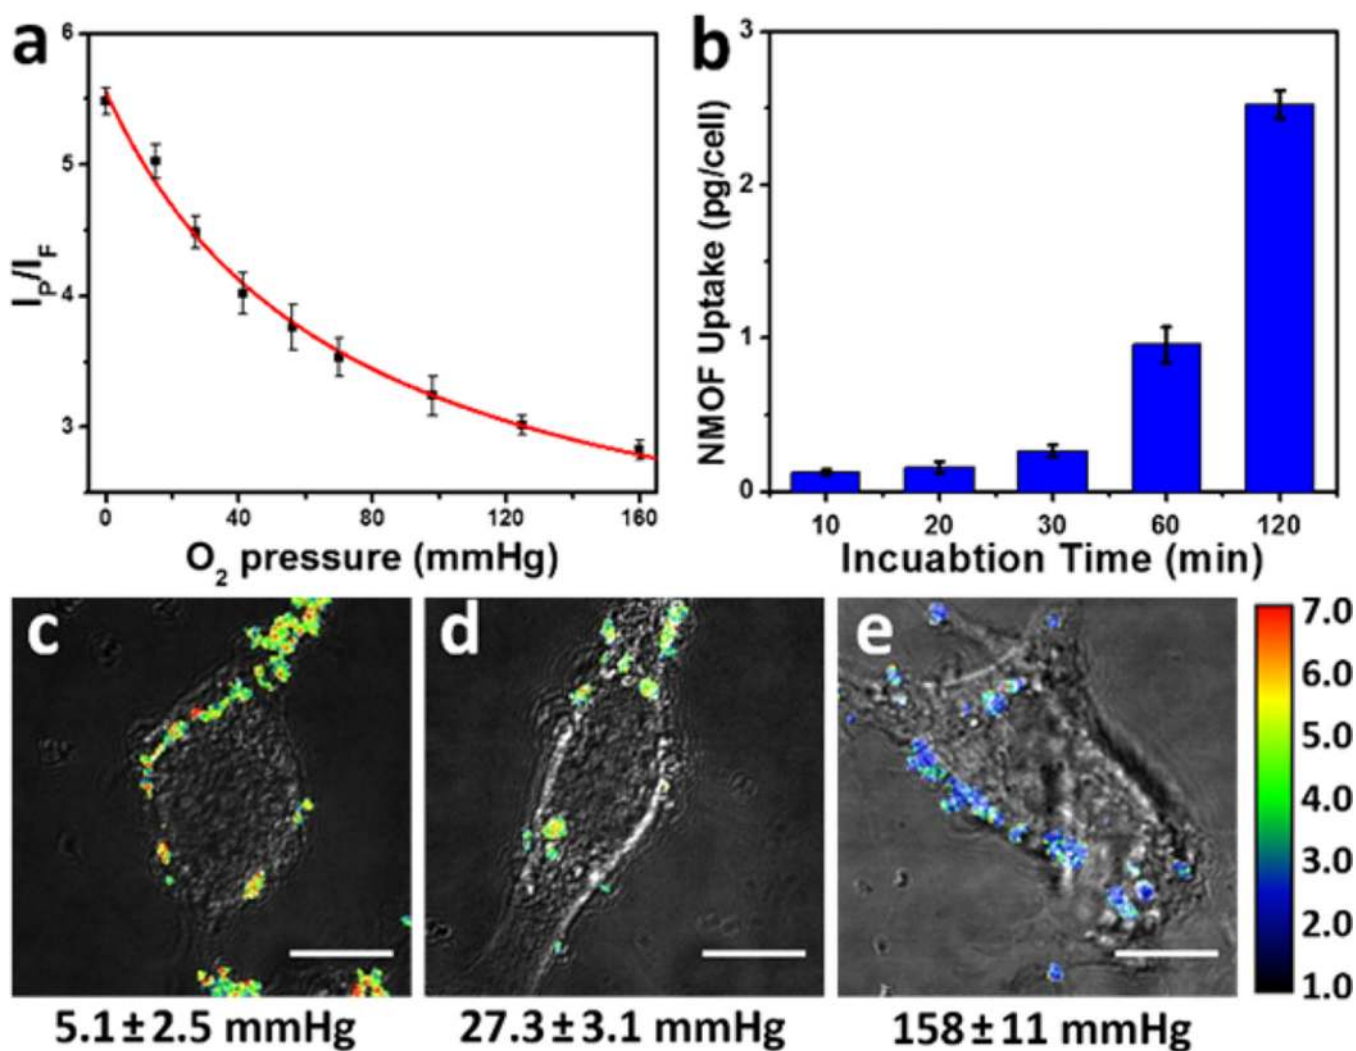 a
6
5
4
3
I_P/I_F
0 40 80 120 160
O₂ pressure (mmHg)
b
3
2
1
0
NMOF Uptake (pg/cell)
10 20 30 60 120
Incuabtion Time (min)
c
d
e
7.0
6.0
5.0
4.0
3.0
2.0
1.0
5.1±2.5 mmHg
27.3±3.1 mmHg
158±11 mmHg